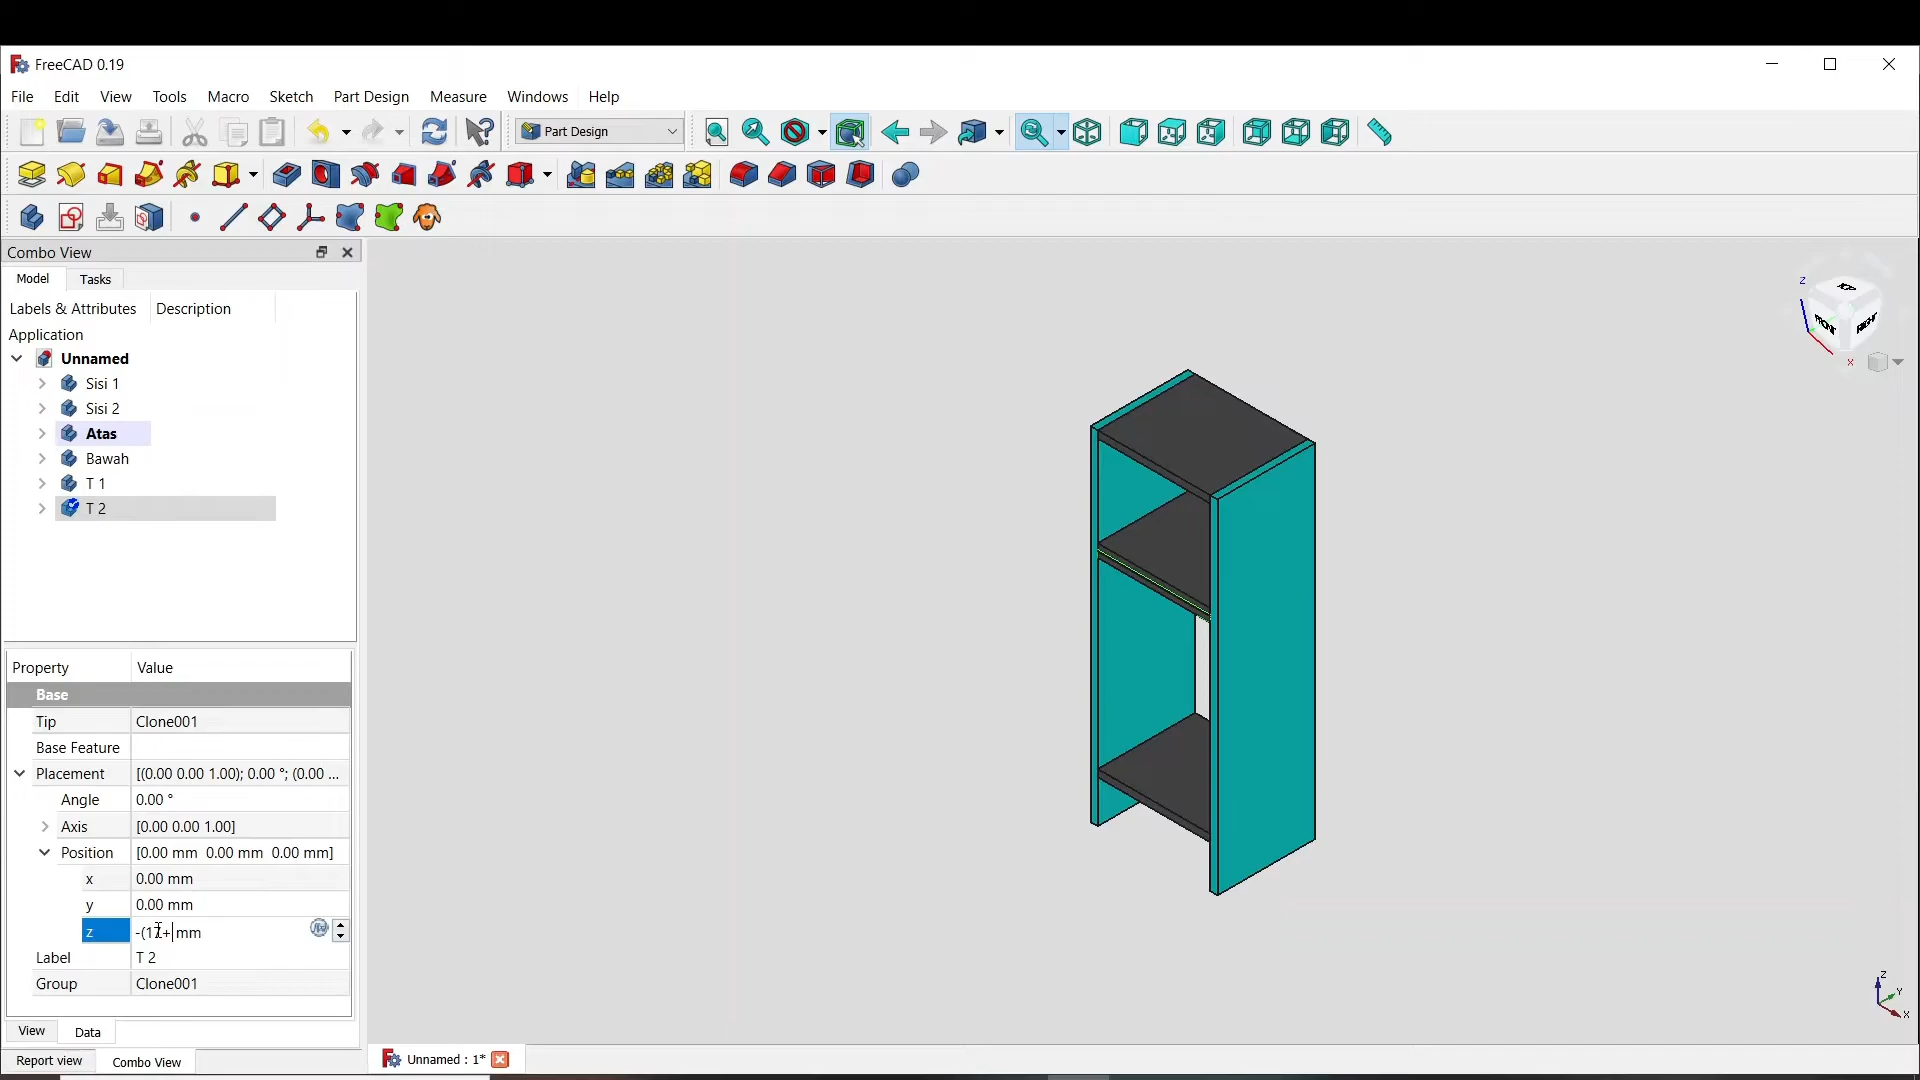 FreeCAD 0.19
File Edit View Tools Macro Sketch Part Design Measure Windows Help
Part Design
Combo View
Model Tasks
Labels & Attributes Description
Application
Unnamed
Sisi 1
Sisi 2
Atas
Bawah
T 1
T 2
Property Value
Base
Tip Clone001
Base Feature
Placement [(0.00 0.00 1.00); 0.00 °; (0.00 ...
Angle 0.00 °
Axis [0.00 0.00 1.00]
Position [0.00 mm 0.00 mm 0.00 mm]
x 0.00 mm
y 0.00 mm
z mm
Label T 2
Group Clone001
View Data
Report view Combo View
Unnamed : 1*
TOP
FRONT RIGHT
Z
X
Z
Y
X